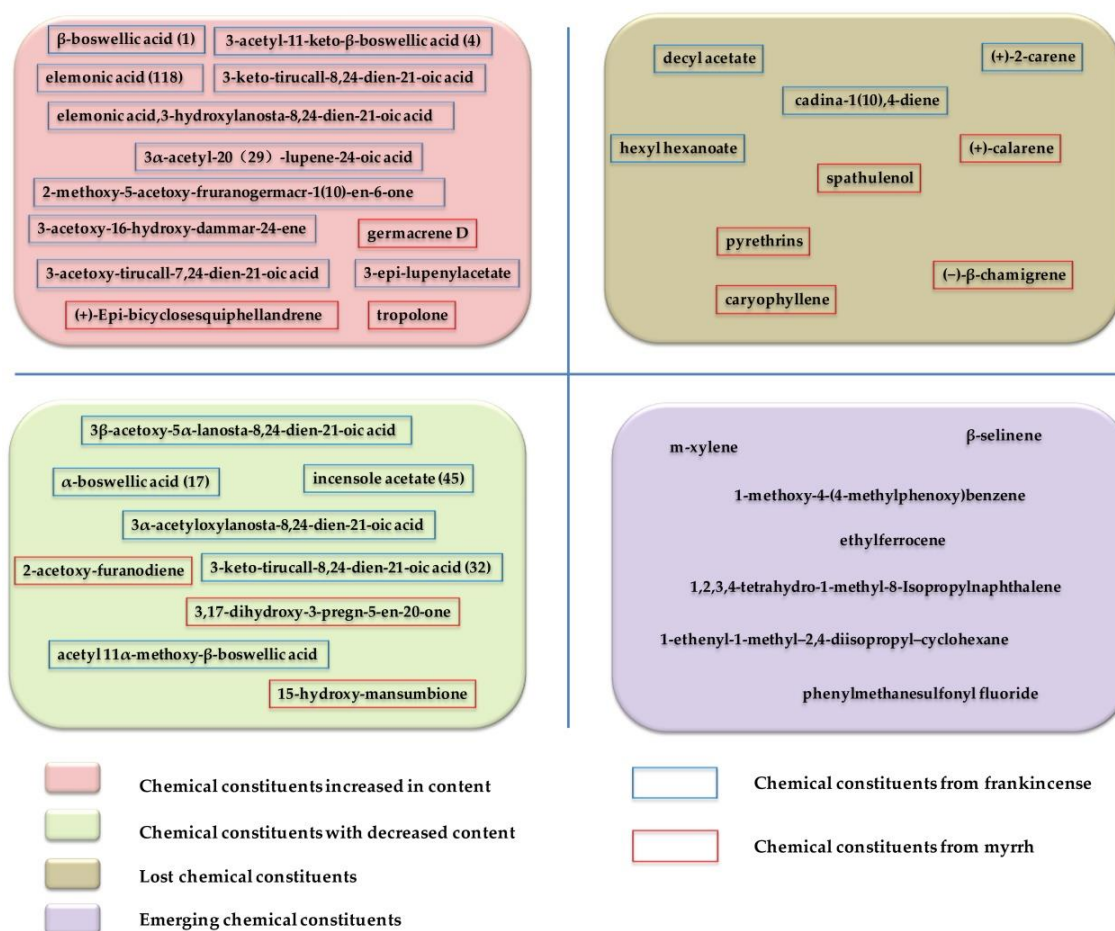 β-boswellic acid (1)
3-acetyl-11-keto-β-boswellic acid (4)
elemonic acid (118)
3-keto-tirucall-8,24-dien-21-oic acid
elemonic acid,3-hydroxylanosta-8,24-dien-21-oic acid
3α-acetyl-20（29）-lupene-24-oic acid
2-methoxy-5-acetoxy-fruranogermacr-1(10)-en-6-one
3-acetoxy-16-hydroxy-dammar-24-ene
germacrene D
3-acetoxy-tirucall-7,24-dien-21-oic acid
3-epi-lupenylacetate
(+)-Epi-bicyclosesquiphellandrene
tropolone
decyl acetate
(+)-2-carene
cadina-1(10),4-diene
hexyl hexanoate
(+)-calarene
spathulenol
pyrethrins
(−)-β-chamigrene
caryophyllene
3β-acetoxy-5α-lanosta-8,24-dien-21-oic acid
α-boswellic acid (17)
incensole acetate (45)
3α-acetyloxylanosta-8,24-dien-21-oic acid
2-acetoxy-furanodiene
3-keto-tirucall-8,24-dien-21-oic acid (32)
3,17-dihydroxy-3-pregn-5-en-20-one
acetyl 11α-methoxy-β-boswellic acid
15-hydroxy-mansumbione
m-xylene
β-selinene
1-methoxy-4-(4-methylphenoxy)benzene
ethylferrocene
1,2,3,4-tetrahydro-1-methyl-8-Isopropylnaphthalene
1-ethenyl-1-methyl–2,4-diisopropyl–cyclohexane
phenylmethanesulfonyl fluoride
Chemical constituents increased in content
Chemical constituents with decreased content
Lost chemical constituents
Emerging chemical constituents
Chemical constituents from frankincense
Chemical constituents from myrrh